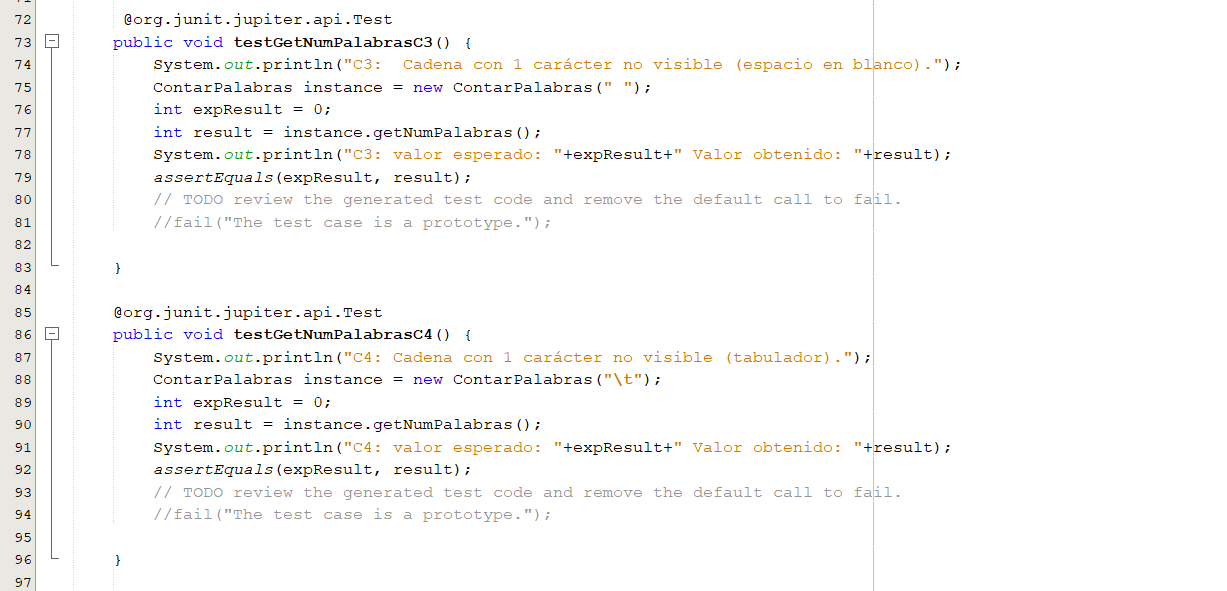 72 @org.junit.jupiter.api.Test
73 public void testGetNumPalabrasC3() {
74 System.out.println("C3:  Cadena con 1 carácter no visible (espacio en blanco).");
75 ContarPalabras instance = new ContarPalabras(" ");
76 int expResult = 0;
77 int result = instance.getNumPalabras();
78 System.out.println("C3: valor esperado: "+expResult+" Valor obtenido: "+result);
79 assertEquals(expResult, result);
80 // TODO review the generated test code and remove the default call to fail.
81 //fail("The test case is a prototype.");
82
83 }
84
85 @org.junit.jupiter.api.Test
86 public void testGetNumPalabrasC4() {
87 System.out.println("C4: Cadena con 1 carácter no visible (tabulador).");
88 ContarPalabras instance = new ContarPalabras("\t");
89 int expResult = 0;
90 int result = instance.getNumPalabras();
91 System.out.println("C4: valor esperado: "+expResult+" Valor obtenido: "+result);
92 assertEquals(expResult, result);
93 // TODO review the generated test code and remove the default call to fail.
94 //fail("The test case is a prototype.");
95
96 }
97